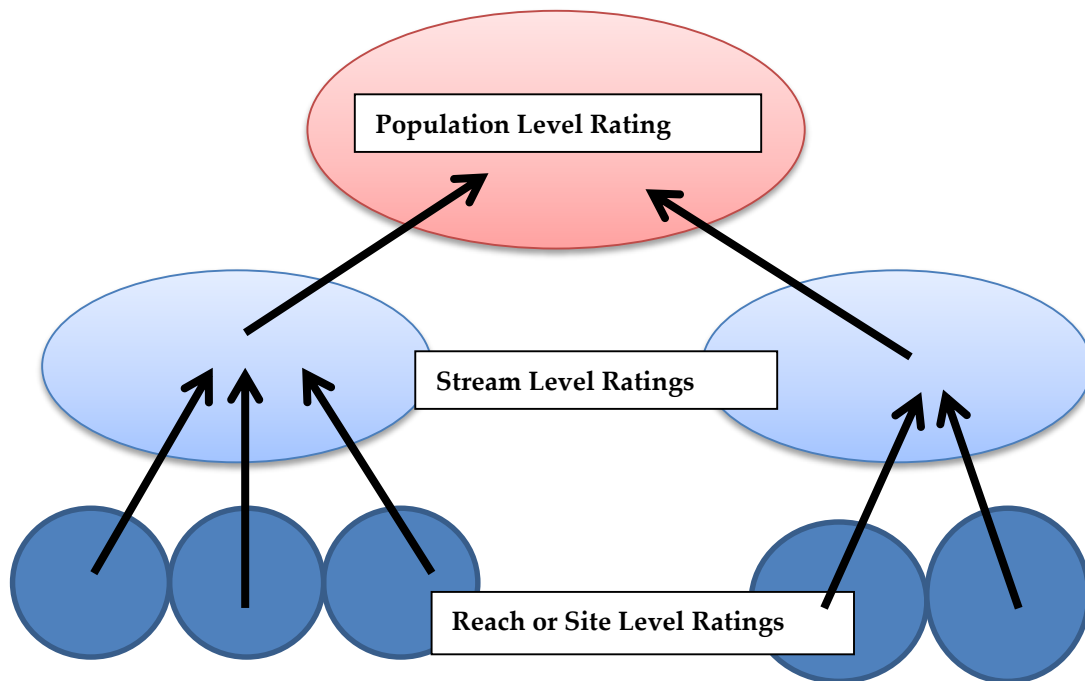 Population Level Rating
Stream Level Ratings
Reach or Site Level Ratings